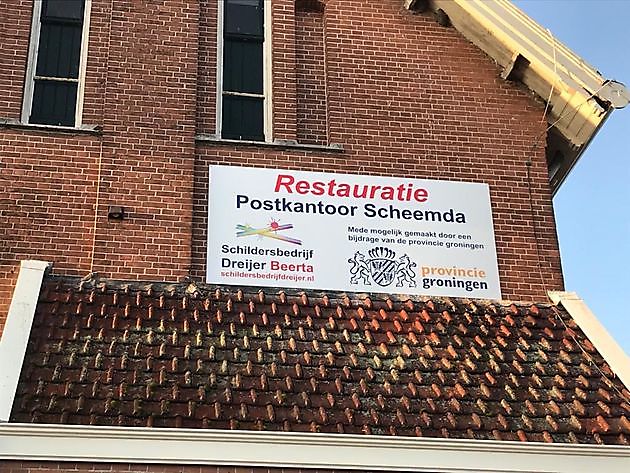 Restauratie
Postkantoor Scheemda
Mede mogelijk gemaakt door een
bijdrage van de provincie groningen
Schildersbedrijf
Dreijer Beerta
schildersbedrijfdreijer.nl
provincie
groningen